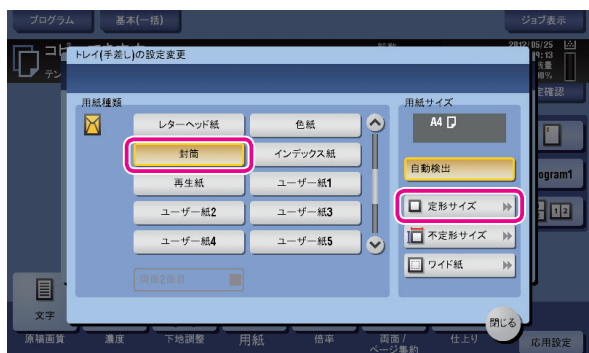 プログラム
基本(一括)
ジョブ表示
2012/05/25
トレイ(手差し)の設定変更
用紙種類
用紙サイズ
レターヘッド紙
色紙
A4
封筒
インデックス紙
自動検出
再生紙
ユーザー紙1
定形サイズ
ユーザー紙2
ユーザー紙3
不定形サイズ
ユーザー紙4
ユーザー紙5
ワイド紙
両面2面目
閉じる
文字
原稿画質
濃度
下地調整
用紙
倍率
両面/
ページ集約
仕上り
応用設定